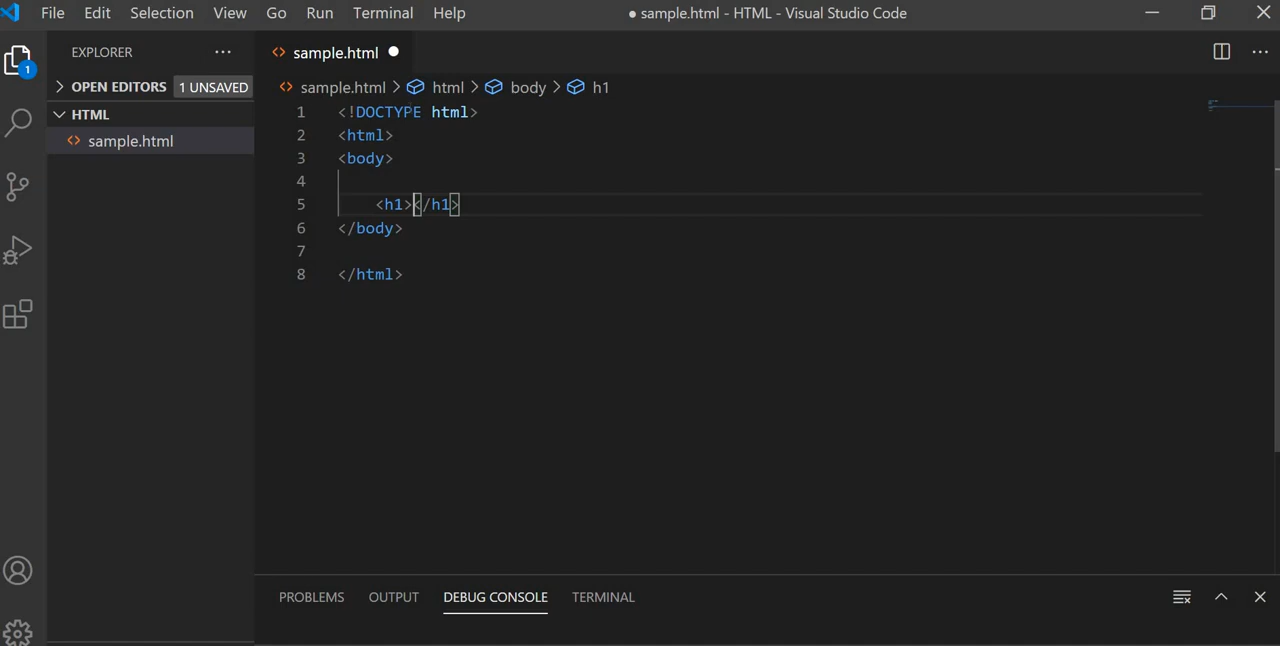 File Edit Selection View Go Run Terminal Help ● sample.html - HTML - Visual Studio Code
1
EXPLORER
OPEN EDITORS 1 UNSAVED
HTML
sample.html
sample.html
sample.html > html > body > h1
1 <!DOCTYPE html>
2 <html>
3 <body>
4
5 <h1></h1>
6 </body>
7
8 </html>
PROBLEMS OUTPUT DEBUG CONSOLE TERMINAL